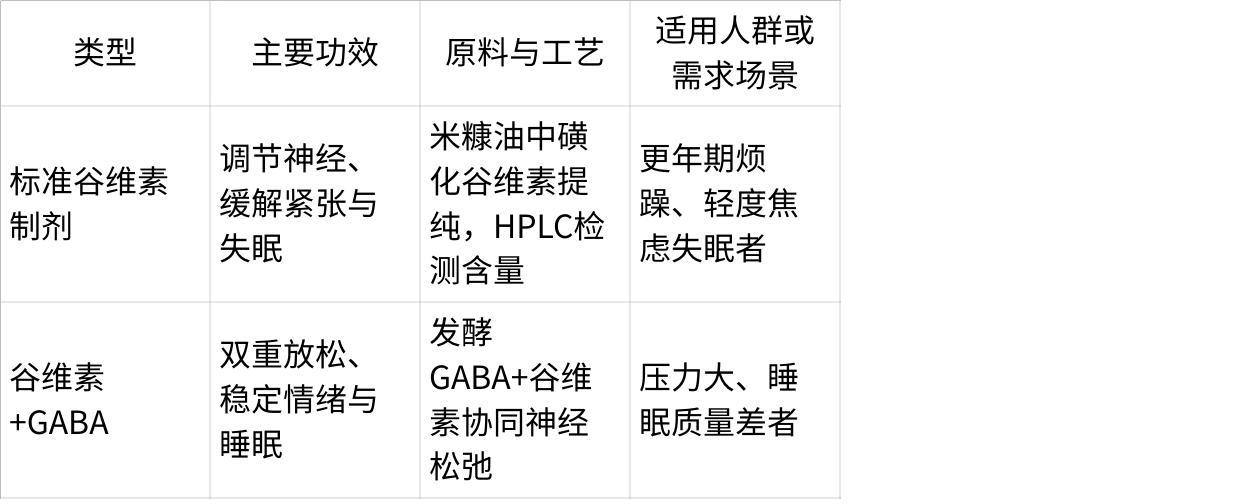 类型
主要功效
原料与工艺
适用人群或
需求场景
标准谷维素
制剂
调节神经、
缓解紧张与
失眠
米糠油中磺
化谷维素提
纯，HPLC检
测含量
更年期烦
躁、轻度焦
虑失眠者
谷维素
+GABA
双重放松、
稳定情绪与
睡眠
发酵
GABA+谷维
素协同神经
松弛
压力大、睡
眠质量差者